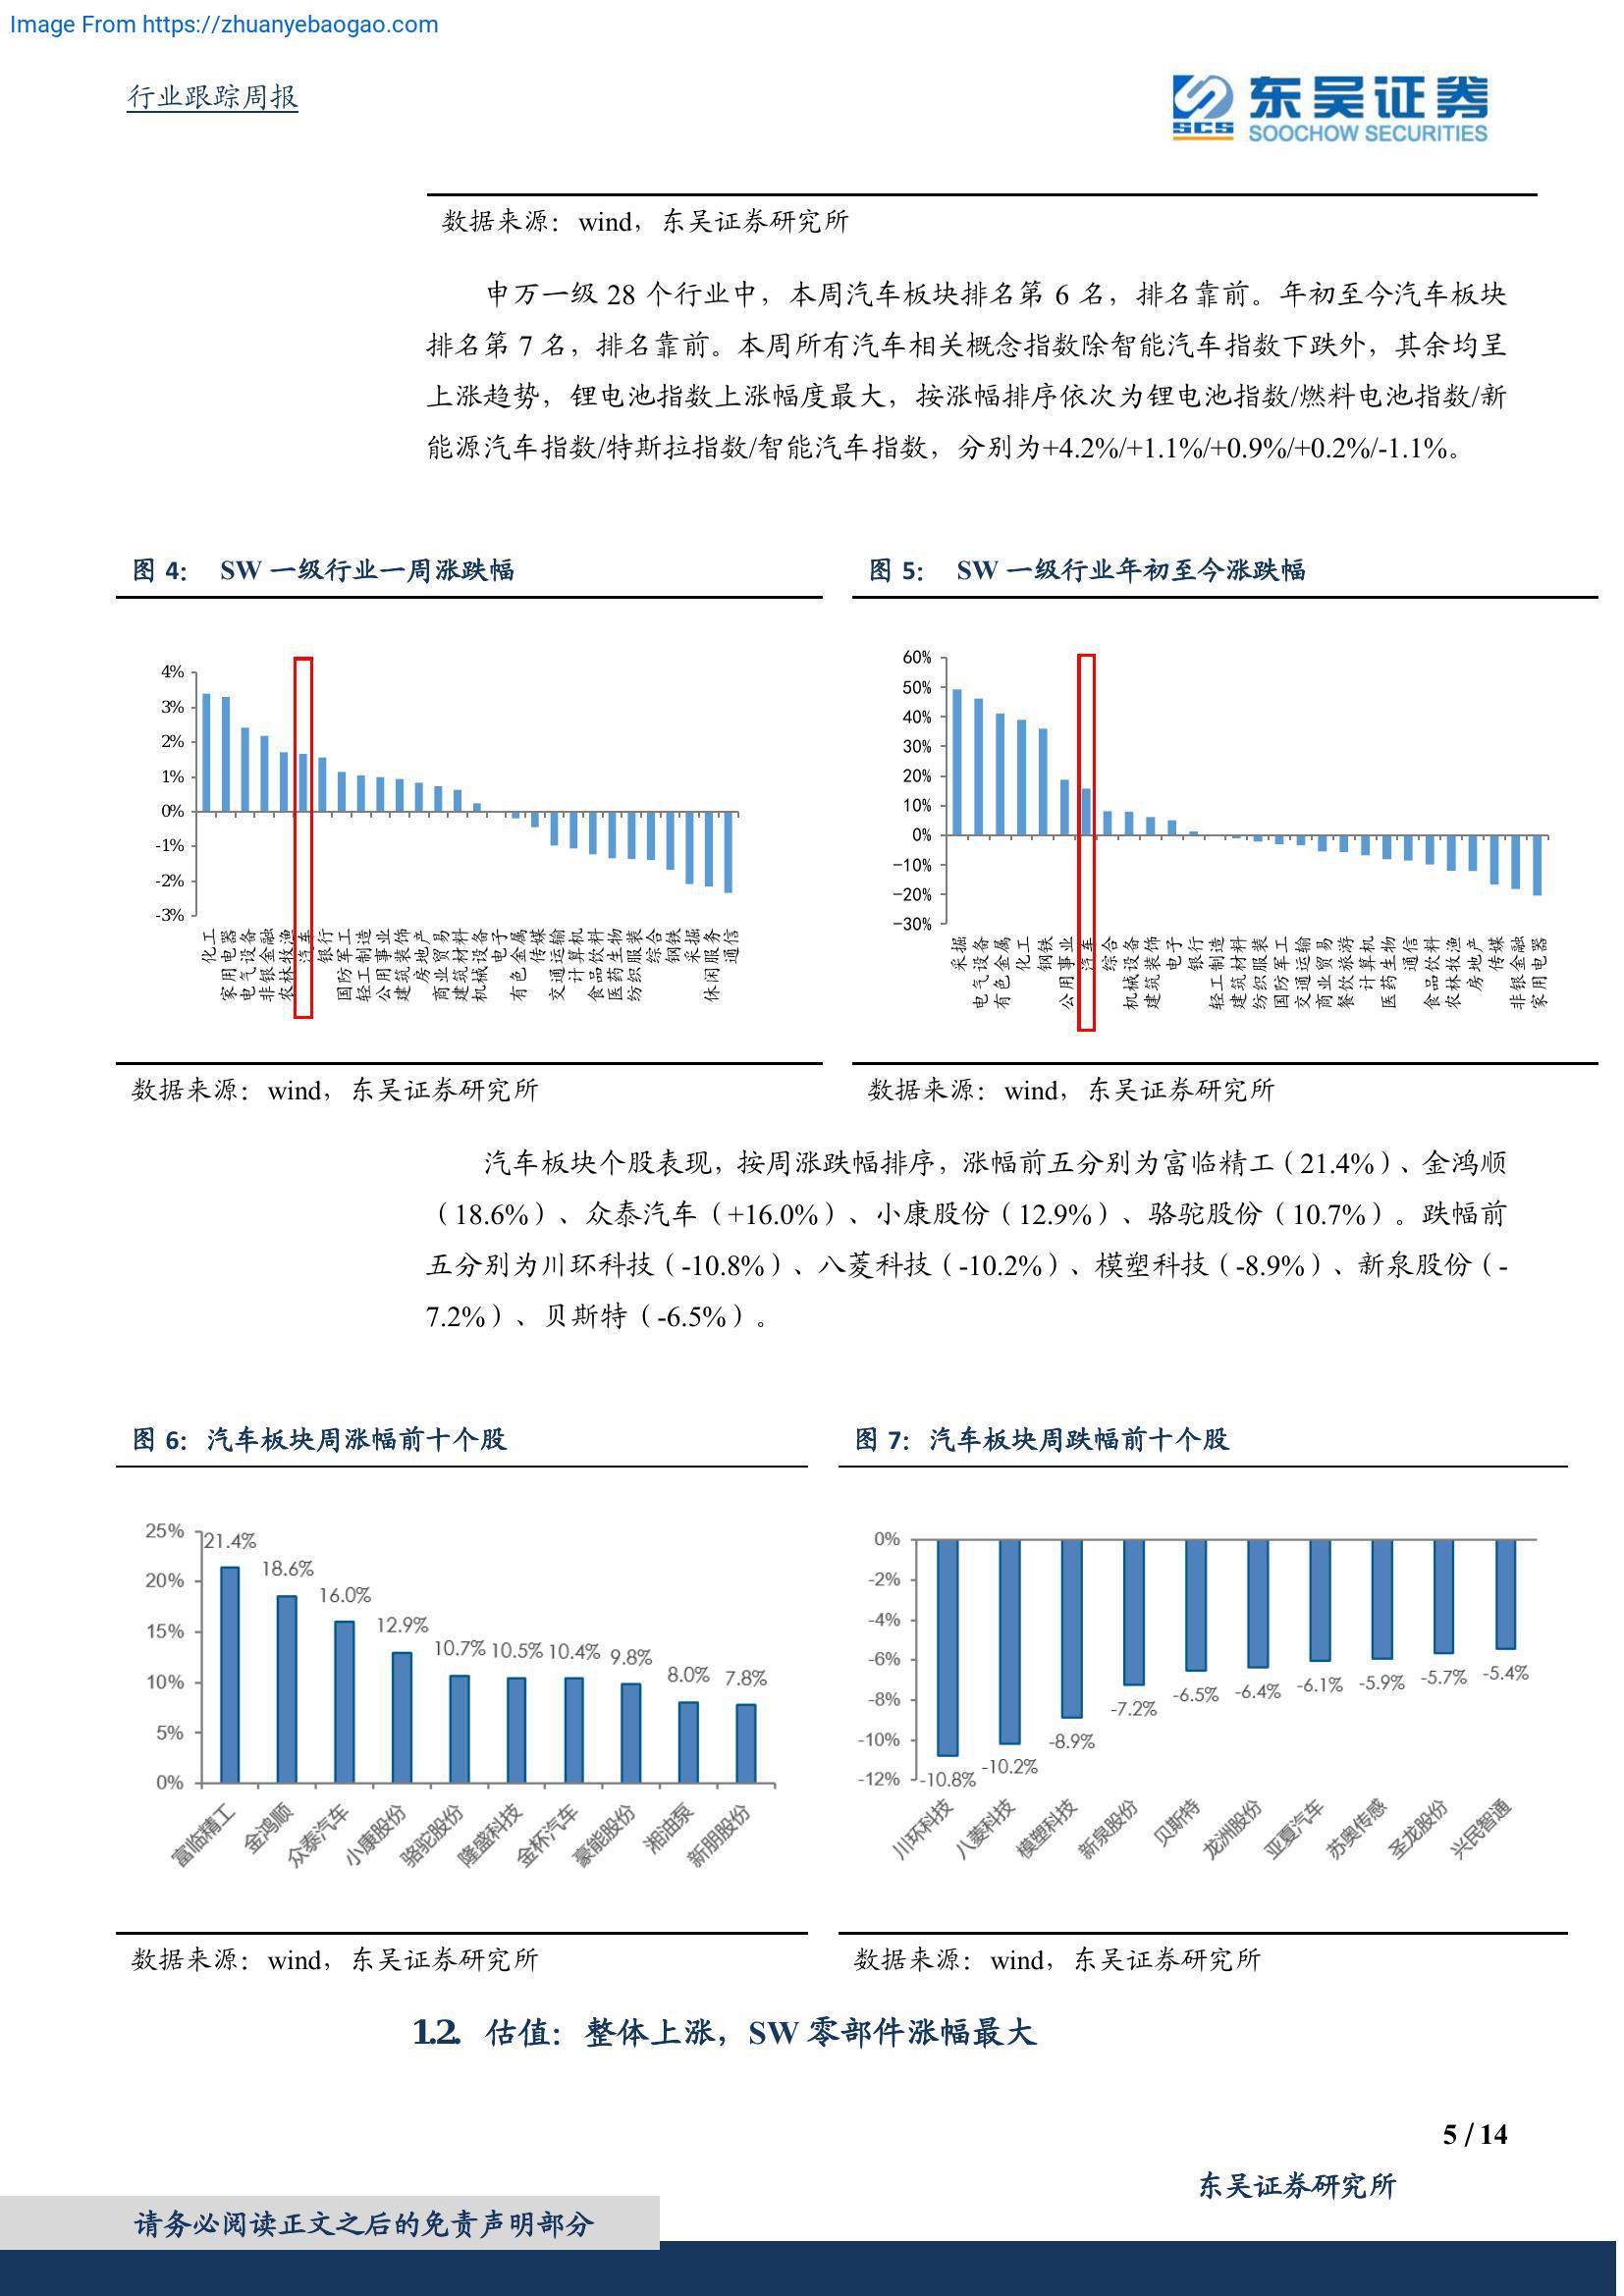 Image From https://zhuanyebaogao.com
行业跟踪周报
东吴证券
SCS
SOOCHOW SECURITIES
数据来源：wind，东吴证券研究所
申万一级 28 个行业中，本周汽车板块排名第 6 名，排名靠前。年初至今汽车板块
排名第 7 名，排名靠前。本周所有汽车相关概念指数除智能汽车指数下跌外，其余均呈
上涨趋势，锂电池指数上涨幅度最大，按涨幅排序依次为锂电池指数/燃料电池指数/新
能源汽车指数/特斯拉指数/智能汽车指数，分别为+4.2%/+1.1%/+0.9%/+0.2%/-1.1%。
图 4： SW 一级行业一周涨跌幅
4%
3%
2%
1%
0%
-1%
-2%
-3%
化工
家用电器
电气设备
非银金融
农林牧渔
汽车
银行
国防军工
轻工制造
公用事业
建筑装饰
房地产
商业贸易
建筑材料
机械设备
电子
有色金属
传媒
交通运输
计算机
食品饮料
医药生物
纺织服装
综合
钢铁
采掘
休闲服务
通信
数据来源：wind，东吴证券研究所
图 5： SW 一级行业年初至今涨跌幅
60%
50%
40%
30%
20%
10%
0%
-10%
-20%
-30%
采掘
电气设备
有色金属
化工
钢铁
公用事业
汽车
综合
机械设备
建筑装饰
电子
银行
轻工制造
建筑材料
纺织服装
国防军工
交通运输
商业贸易
餐饮旅游
计算机
医药生物
通信
食品饮料
农林牧渔
房地产
传媒
非银金融
家用电器
数据来源：wind，东吴证券研究所
汽车板块个股表现，按周涨跌幅排序，涨幅前五分别为富临精工（21.4%）、金鸿顺
（18.6%）、众泰汽车（+16.0%）、小康股份（12.9%）、骆驼股份（10.7%）。跌幅前
五分别为川环科技（-10.8%）、八菱科技（-10.2%）、模塑科技（-8.9%）、新泉股份（-
7.2%）、贝斯特（-6.5%）。
图 6：汽车板块周涨幅前十个股
25%
20%
15%
10%
5%
0%
21.4%
18.6%
16.0%
12.9%
10.7%
10.5%
10.4%
9.8%
8.0%
7.8%
富临精工
金鸿顺
众泰汽车
小康股份
骆驼股份
隆盛科技
金杯汽车
豪能股份
湘油泵
新朋股份
数据来源：wind，东吴证券研究所
图 7：汽车板块周跌幅前十个股
0%
-2%
-4%
-6%
-8%
-10%
-12%
-10.8%
-10.2%
-8.9%
-7.2%
-6.5%
-6.4%
-6.1%
-5.9%
-5.7%
-5.4%
川环科技
八菱科技
模塑科技
新泉股份
贝斯特
龙洲股份
亚夏汽车
苏奥传感
圣龙股份
兴民智通
数据来源：wind，东吴证券研究所
1.2. 估值：整体上涨，SW 零部件涨幅最大
5 / 14
东吴证券研究所
请务必阅读正文之后的免责声明部分